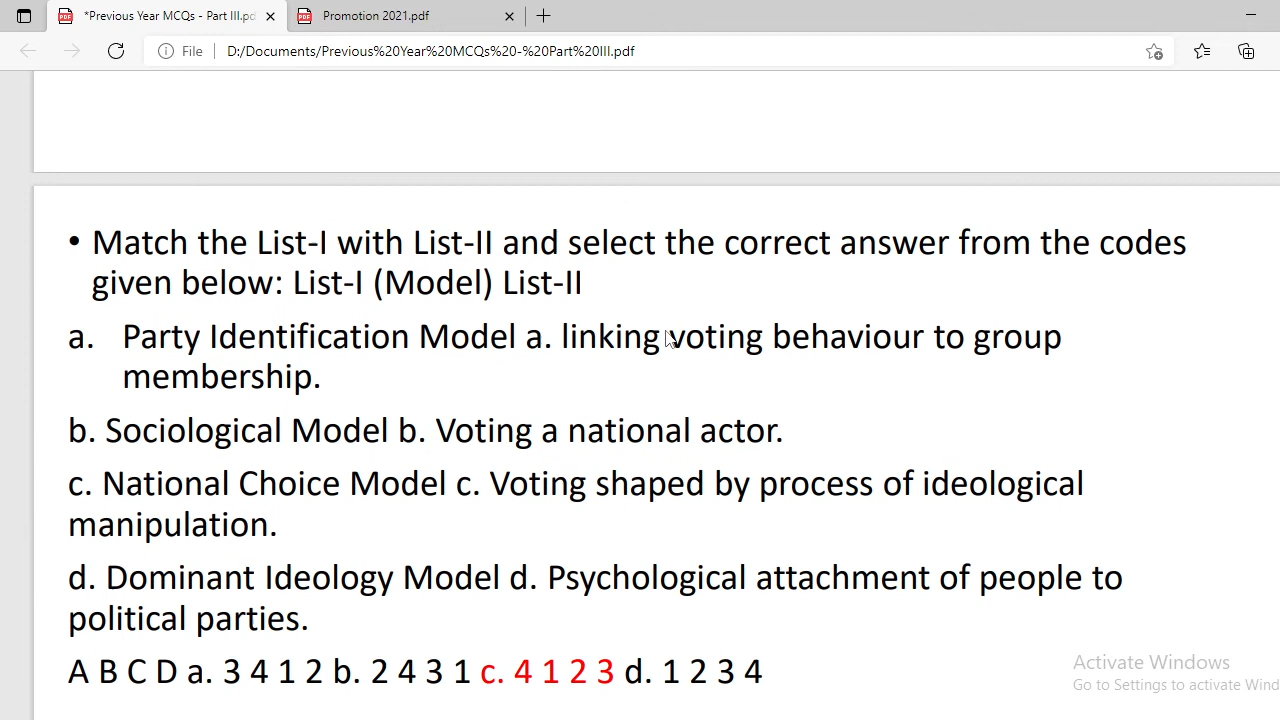 *Previous Year MCQs - Part III.pd
Promotion 2021.pdf
File
D:/Documents/Previous%20Year%20MCQs%20-%20Part%20III.pdf
• Match the List-I with List-II and select the correct answer from the codes
given below: List-I (Model) List-II
a. Party Identification Model a. linking voting behaviour to group
membership.
b. Sociological Model b. Voting a national actor.
c. National Choice Model c. Voting shaped by process of ideological
manipulation.
d. Dominant Ideology Model d. Psychological attachment of people to
political parties.
A B C D a. 3 4 1 2 b. 2 4 3 1 c. 4 1 2 3 d. 1 2 3 4
Activate Windows
Go to Settings to activate Wind